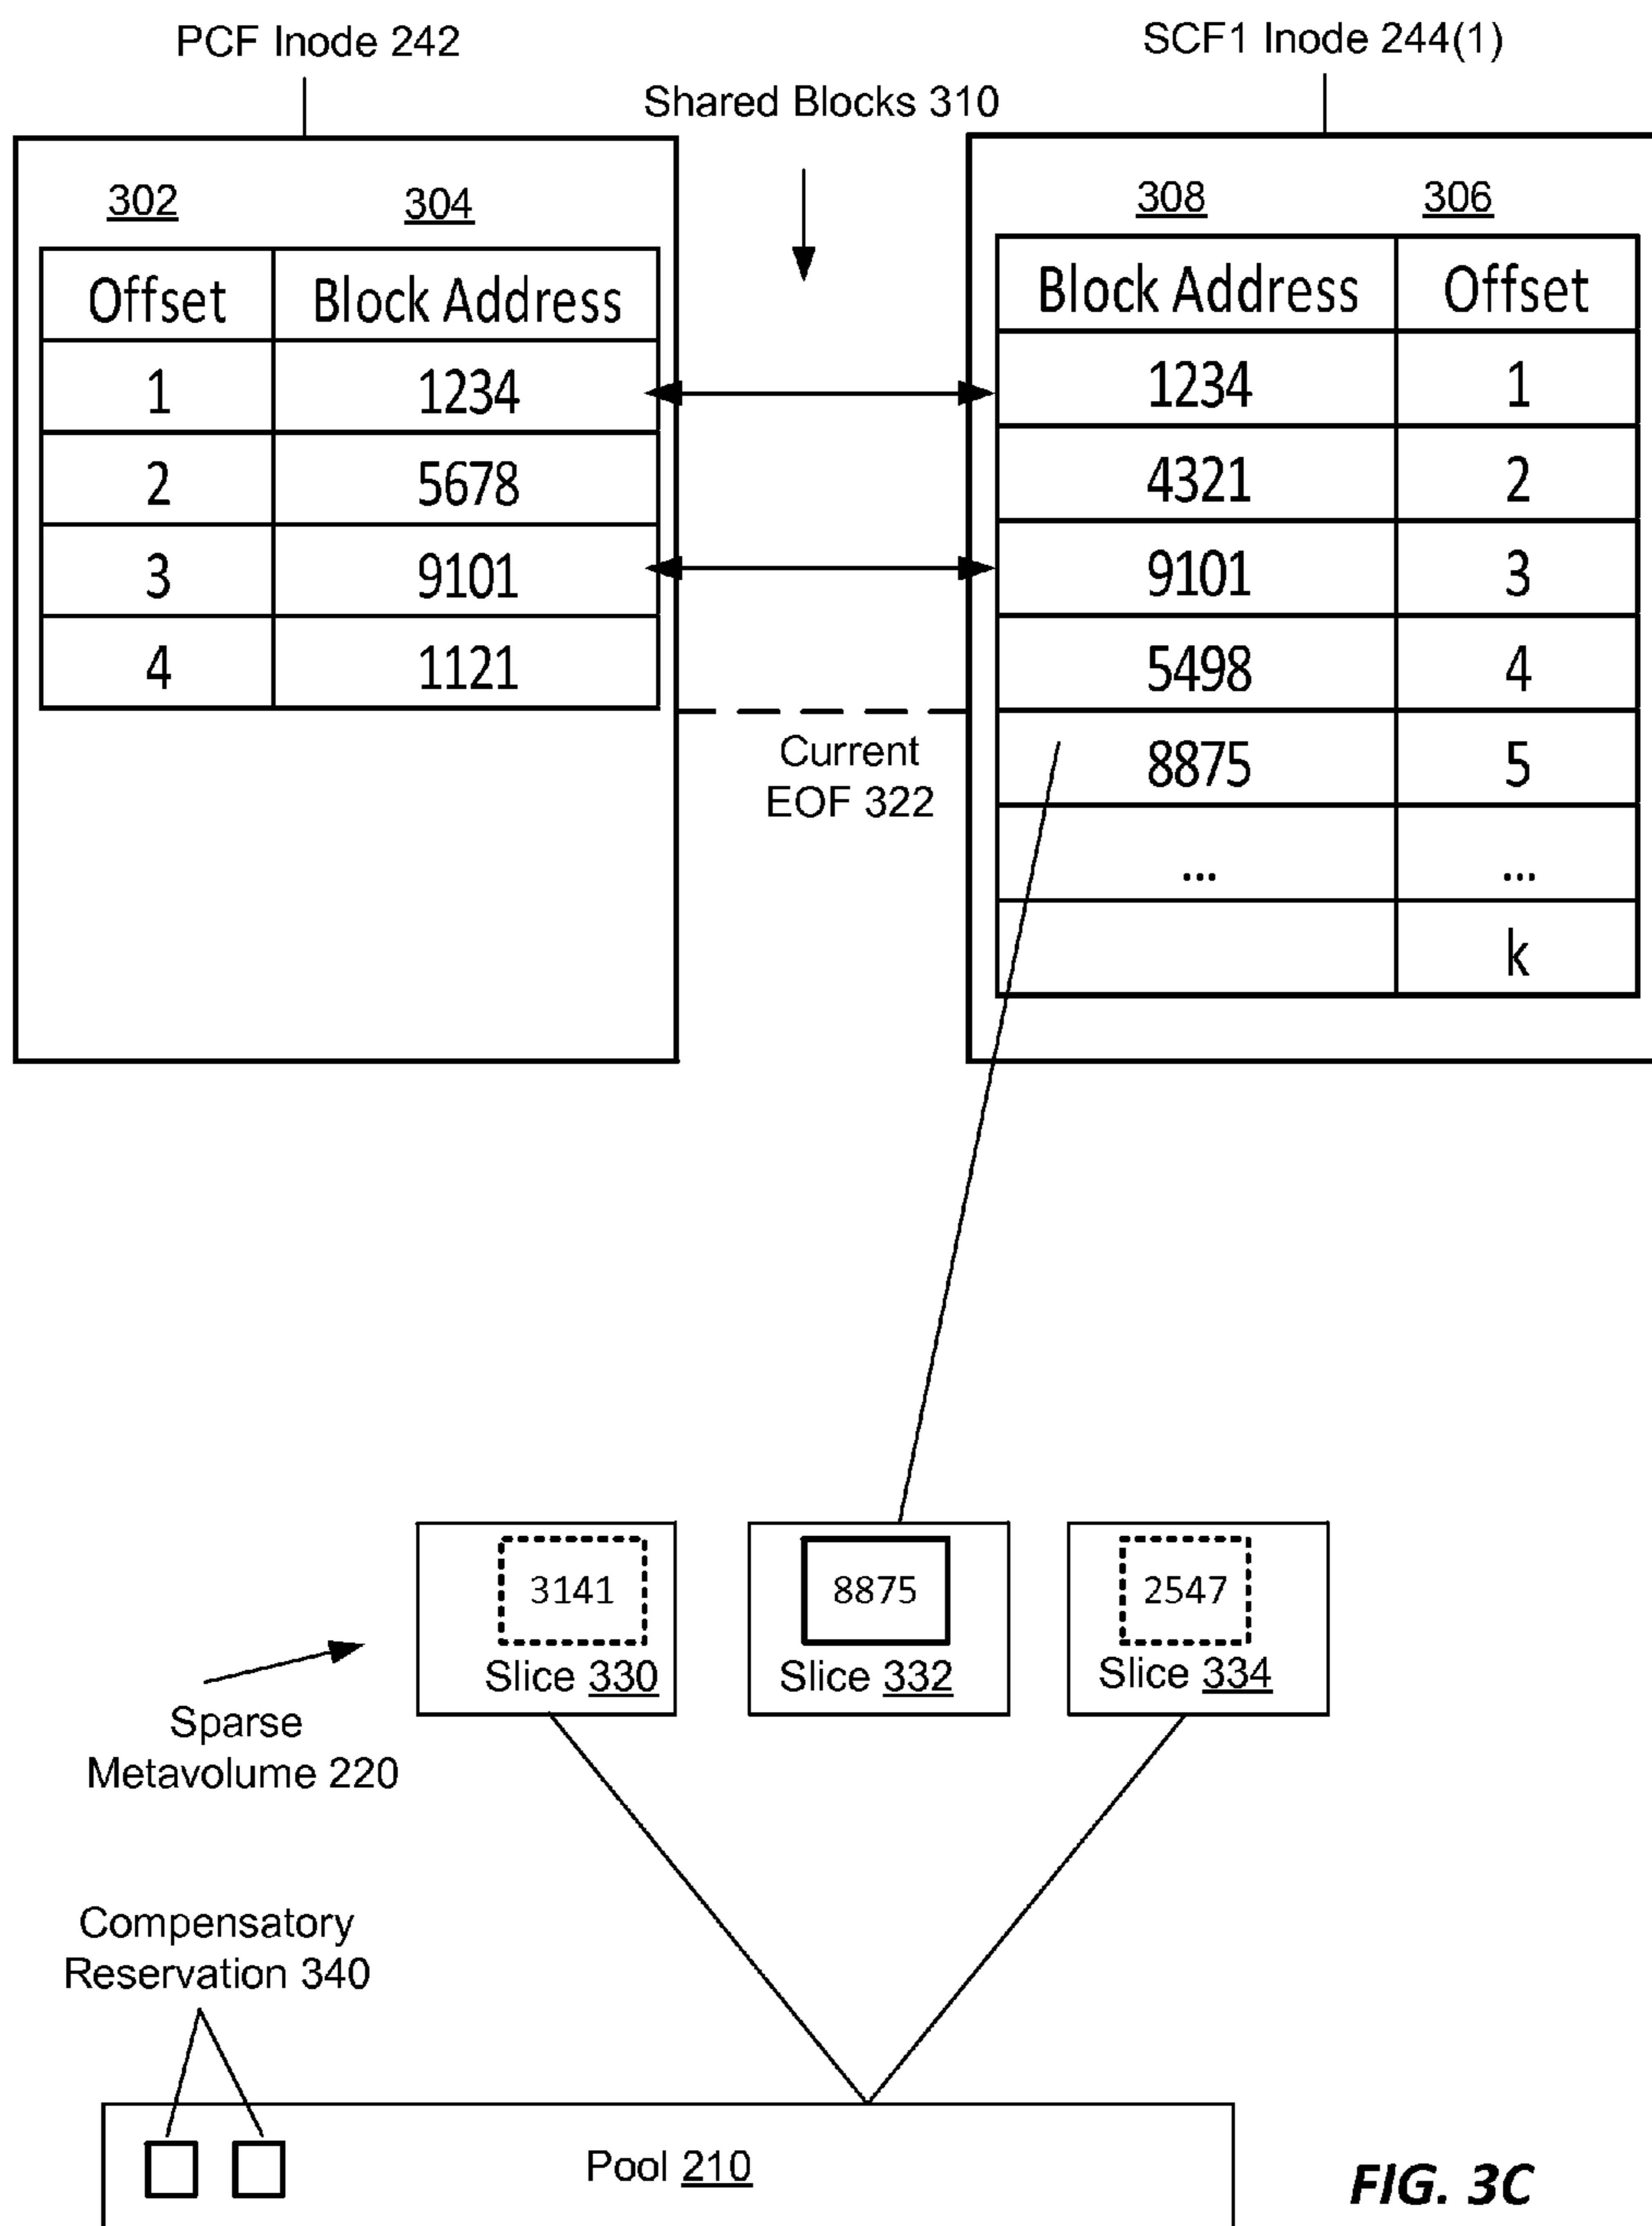 PCF Inode 242
SCF1 Inode 244(1)
Shared Blocks 310
302 304
Offset Block Address
1 1234
2 5678
3 9101
4 1121
308 306
Block Address Offset
1234 1
4321 2
9101 3
5498 4
8875 5
... ...
k
Current
EOF 322
3141
Slice 330
8875
Slice 332
2547
Slice 334
Sparse
Metavolume 220
Compensatory
Reservation 340
Pool 210
FIG. 3C